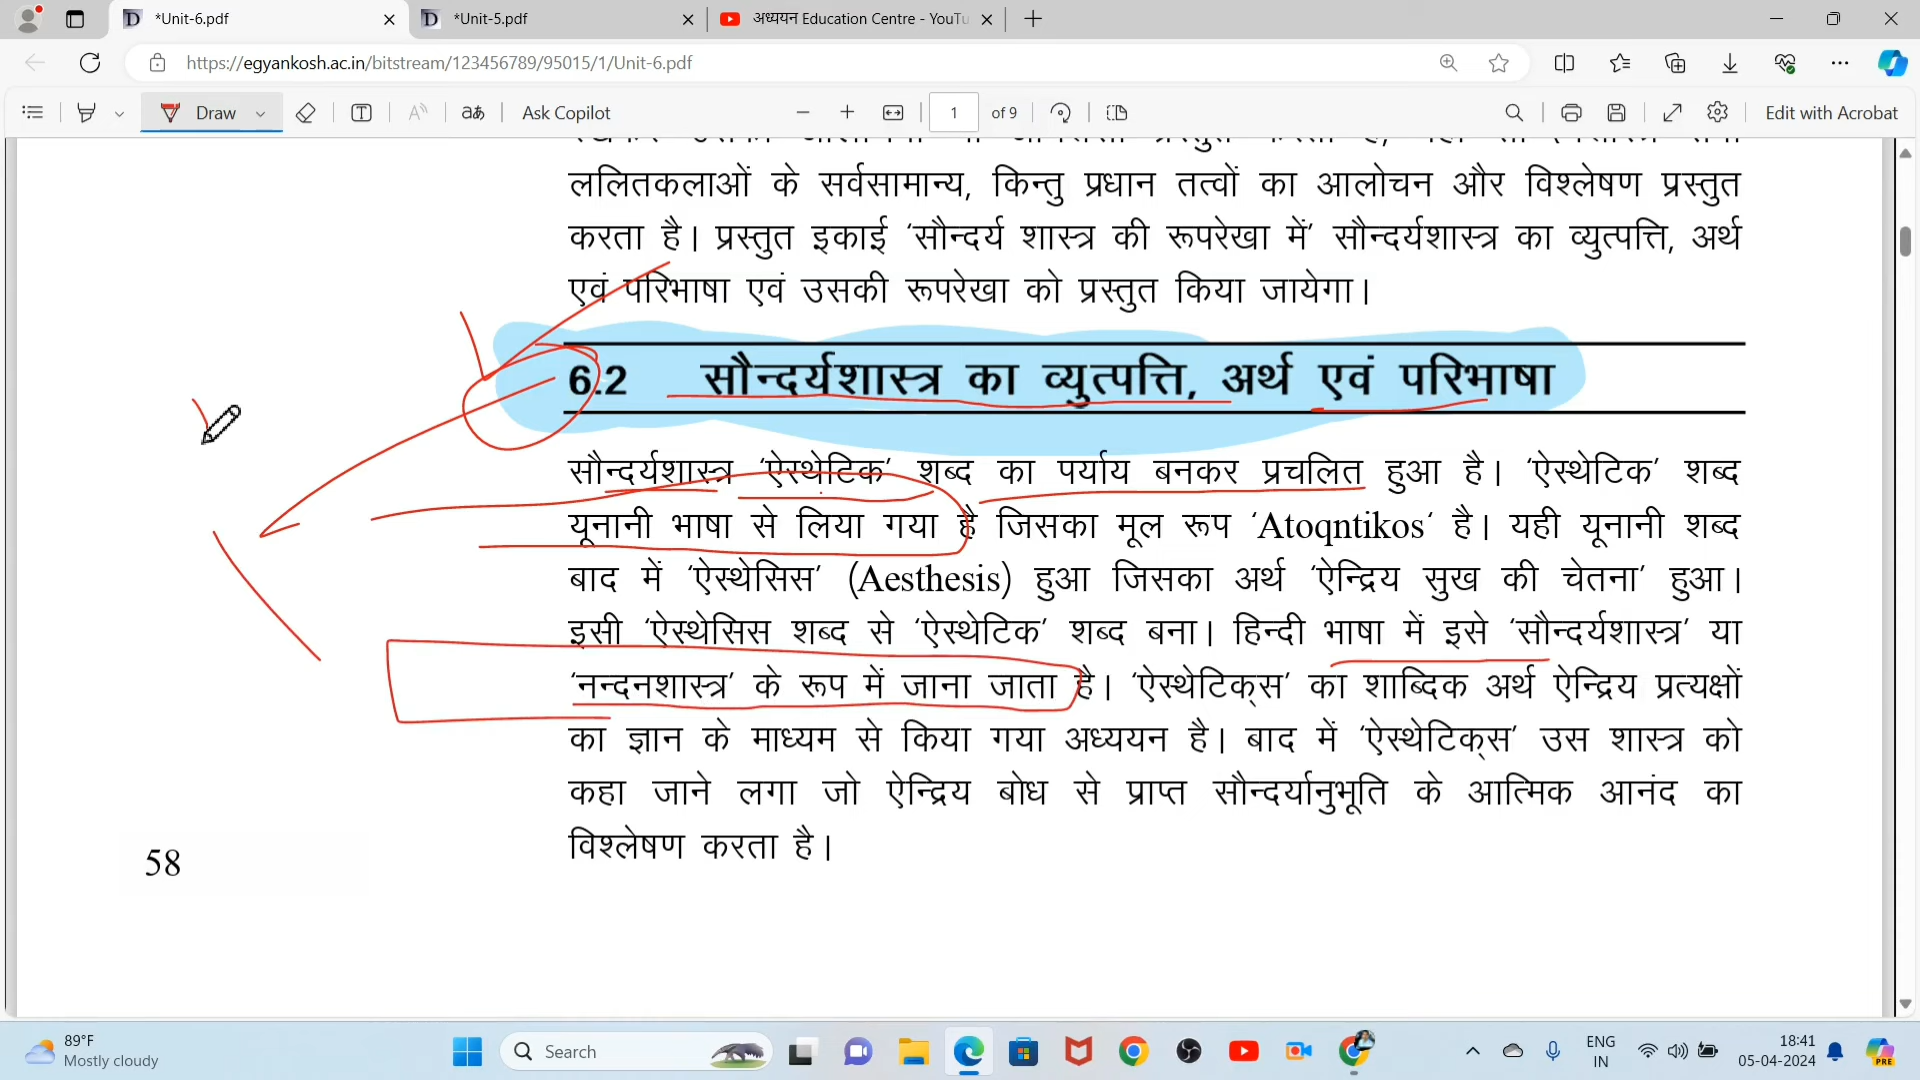 *Unit-6.pdf
*Unit-5.pdf
अध्ययन Education Centre - YouTu
https://egyankosh.ac.in/bitstream/123456789/95015/1/Unit-6.pdf
Draw
Ask Copilot
1 of 9
Edit with Acrobat
ललितकलाओं के सर्वसामान्य, किन्तु प्रधान तत्वों का आलोचन और विश्लेषण प्रस्तुत
करता है। प्रस्तुत इकाई ‘सौन्दर्य शास्त्र की रूपरेखा में’ सौन्दर्यशास्त्र का व्युत्पत्ति, अर्थ
एवं परिभाषा एवं उसकी रूपरेखा को प्रस्तुत किया जायेगा।
6.2 सौन्दर्यशास्त्र का व्युत्पत्ति, अर्थ एवं परिभाषा
सौन्दर्यशास्त्र ‘ऐस्थेटिक’ शब्द का पर्याय बनकर प्रचलित हुआ है। ‘ऐस्थेटिक’ शब्द
यूनानी भाषा से लिया गया है जिसका मूल रूप ‘Atoqntikos‘ है। यही यूनानी शब्द
बाद में ‘ऐस्थेसिस’ (Aesthesis) हुआ जिसका अर्थ ‘ऐन्द्रिय सुख की चेतना’ हुआ।
इसी ‘ऐस्थेसिस शब्द से ‘ऐस्थेटिक’ शब्द बना। हिन्दी भाषा में इसे ‘सौन्दर्यशास्त्र’ या
‘नन्दनशास्त्र’ के रूप में जाना जाता है। ‘ऐस्थेटिक्स’ का शाब्दिक अर्थ ऐन्द्रिय प्रत्यक्षों
का ज्ञान के माध्यम से किया गया अध्ययन है। बाद में ‘ऐस्थेटिक्स’ उस शास्त्र को
कहा जाने लगा जो ऐन्द्रिय बोध से प्राप्त सौन्दर्यानुभूति के आत्मिक आनंद का
विश्लेषण करता है।
58
89°F
Mostly cloudy
Search
ENG
IN
18:41
05-04-2024
PRE